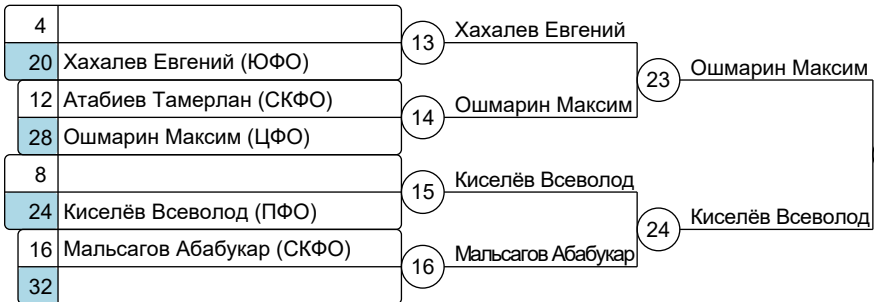 4
20 Хахалев Евгений (ЮФО)
13 Хахалев Евгений
12 Атабиев Тамерлан (СКФО)
28 Ошмарин Максим (ЦФО)
14 Ошмарин Максим
23 Ошмарин Максим
8
24 Киселёв Всеволод (ПФО)
15 Киселёв Всеволод
16 Мальсагов Абабукар (СКФО)
32
16 Мальсагов Абабукар
24 Киселёв Всеволод